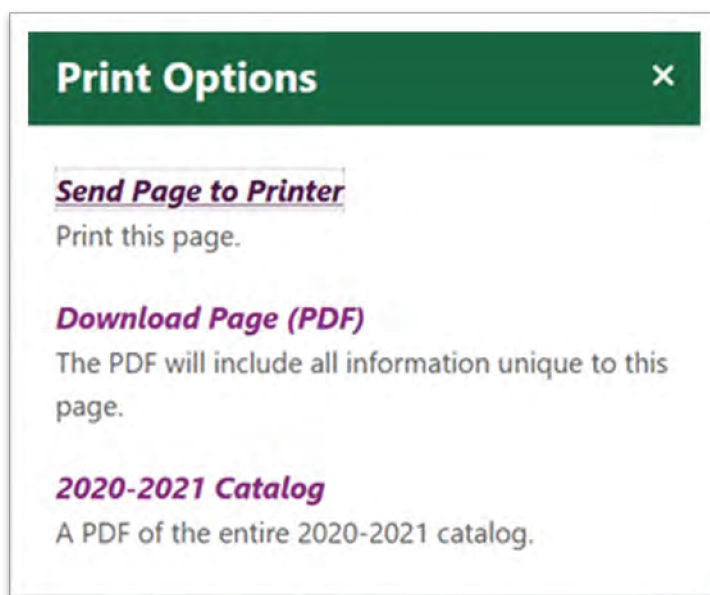 Print Options ×
Send Page to Printer
Print this page.
Download Page (PDF)
The PDF will include all information unique to this
page.
2020-2021 Catalog
A PDF of the entire 2020-2021 catalog.